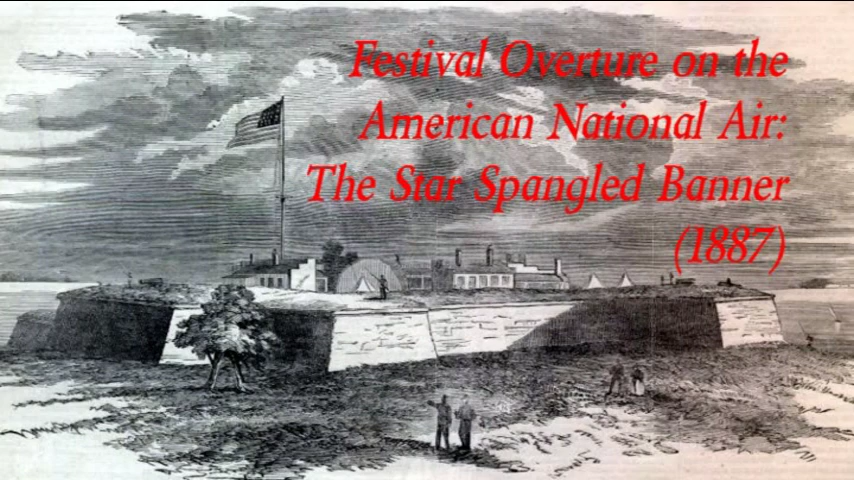 Festival Overture on the
American National Air:
The Star Spangled Banner
(1887)